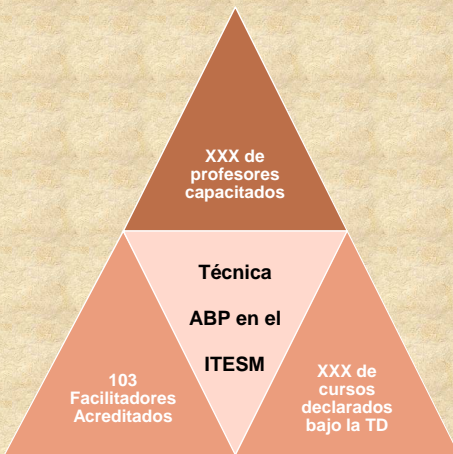 XXX de
profesores
capacitados
Técnica
ABP en el
ITESM
103
Facilitadores
Acreditados
XXX de
cursos
declarados
bajo la TD